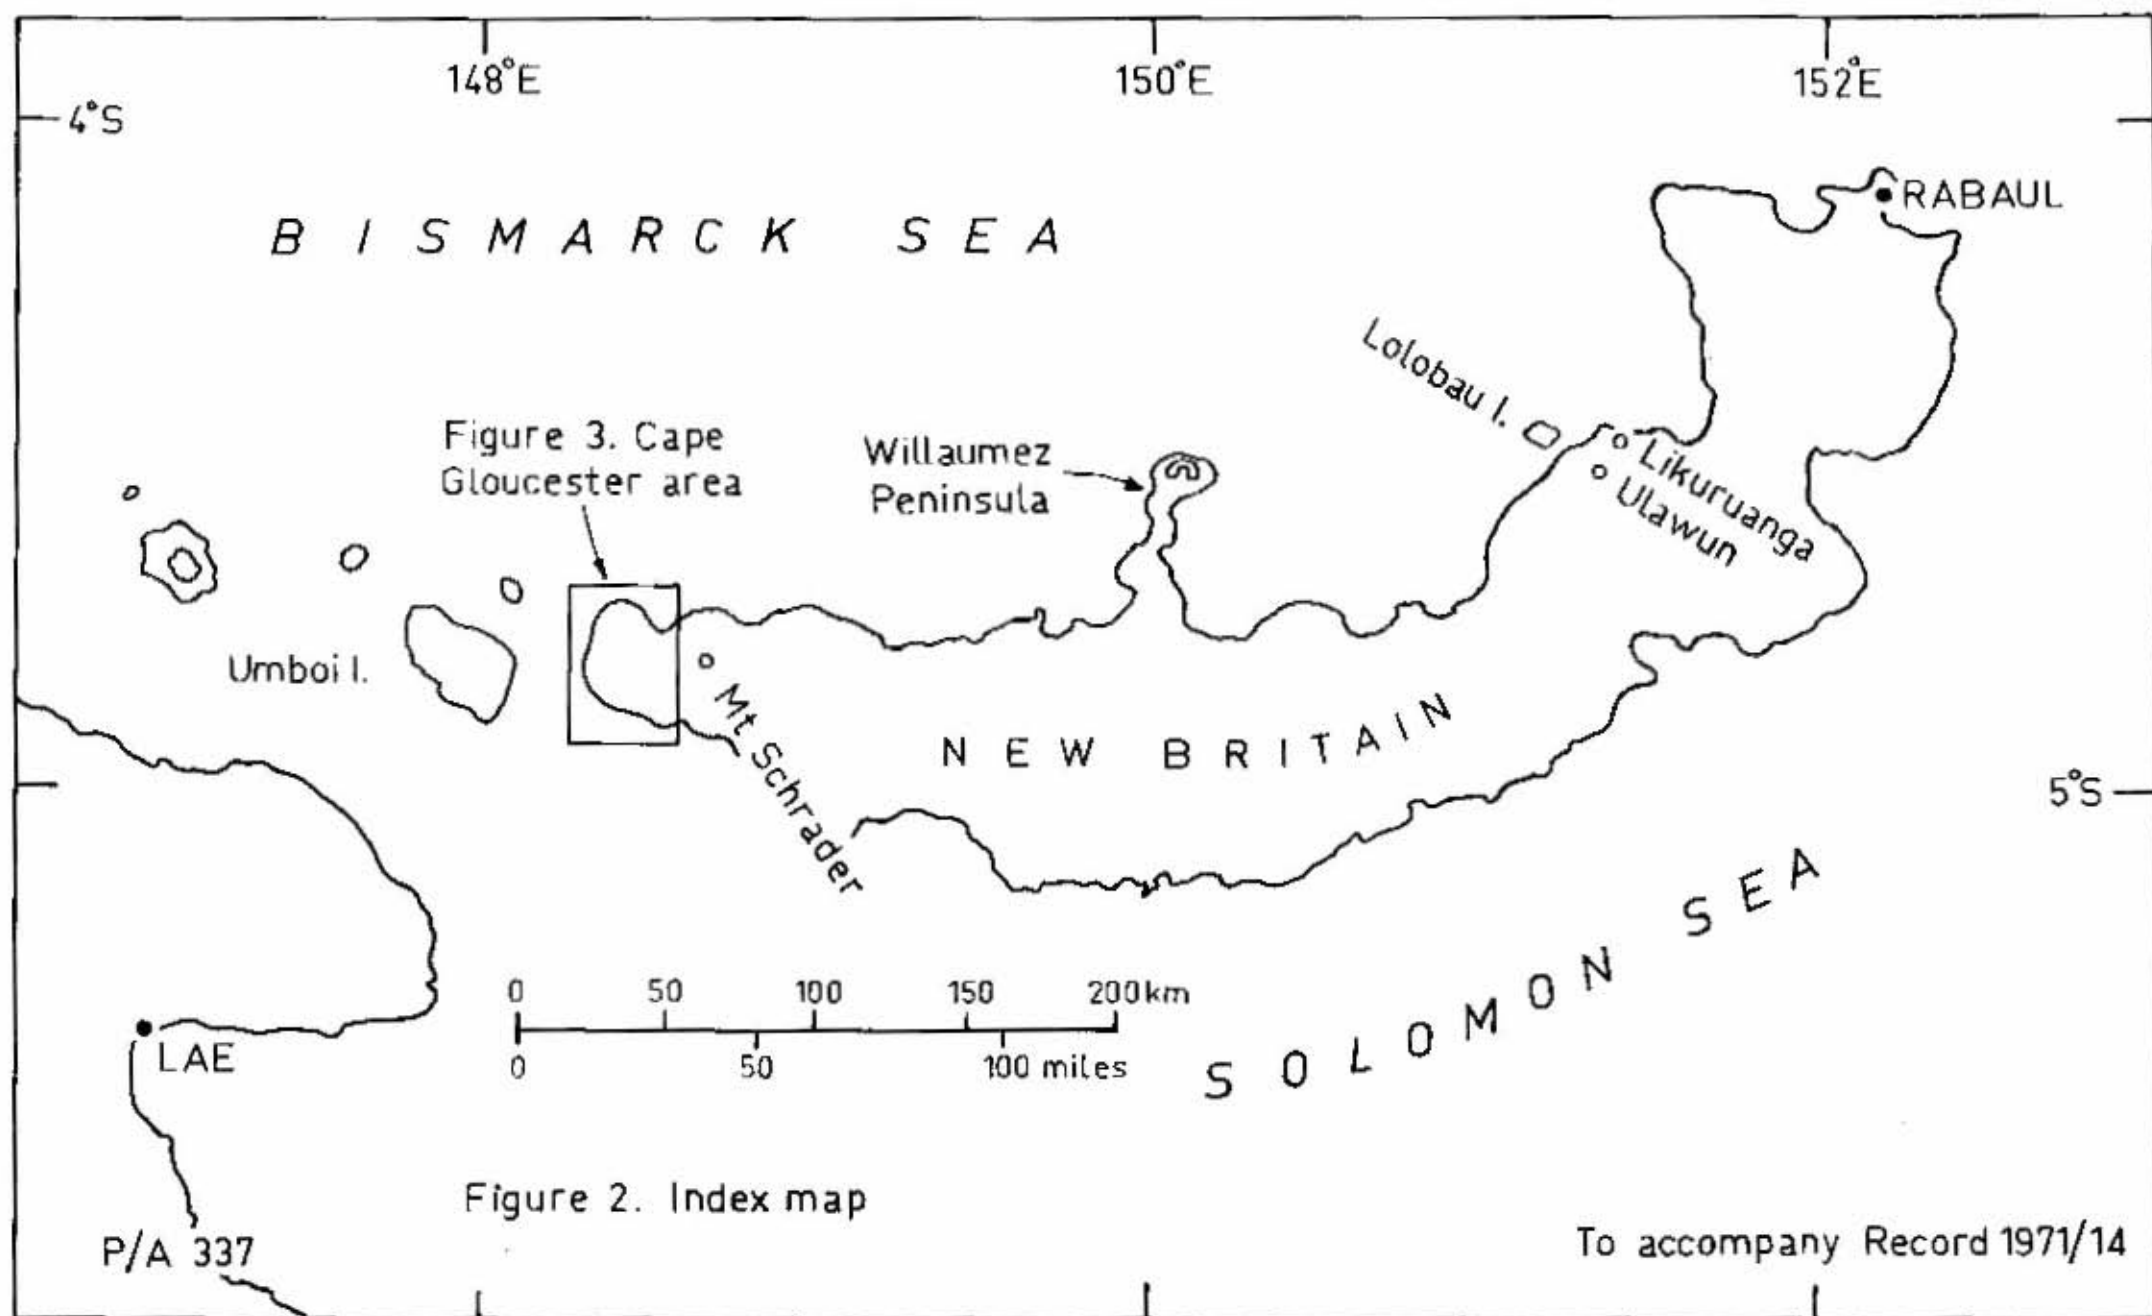 148°E
150°E
152°E
4°S
RABAUL
BISMARCK SEA
Lolobau I.
Figure 3. Cape
Gloucester area
Willaumez
Peninsula
Likuruanga
Ulawun
Umboi I.
Mt Schrader
NEW BRITAIN
5°S
SOLOMON SEA
0 50 100 150 200km
0 50 100 miles
LAE
Figure 2. Index map
P/A 337
To accompany Record 1971/14